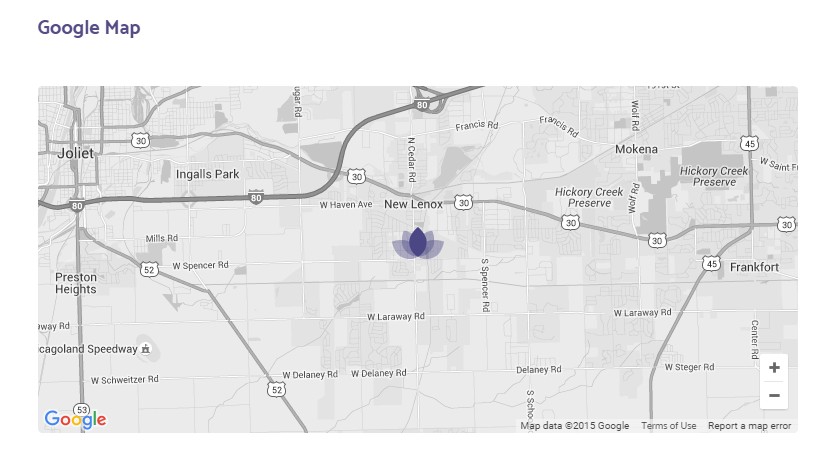 Google Map
80
Francis Rd
Francis Rd
Wolf Rd
N Cedar Rd
30
45
Joliet
Mokena
W Saint F
Ingalls Park
30
Hickory Creek
Preserve
Hickory Creek
Preserve
Wolf Rd
80
80
W Haven Ave
New Lenox
30
30
30
30
Mills Rd
W Spencer Rd
52
45
Frankfort
Preston
Heights
S Spencer Rd
W Laraway Rd
W Laraway Rd
way Rd
Center Rd
cagoland Speedway
W Schweitzer Rd
W Delaney Rd
W Delaney Rd
Delaney Rd
W Steger Rd
+
52
−
S Scho
53
Google
Map data ©2015 Google
Terms of Use
Report a map error